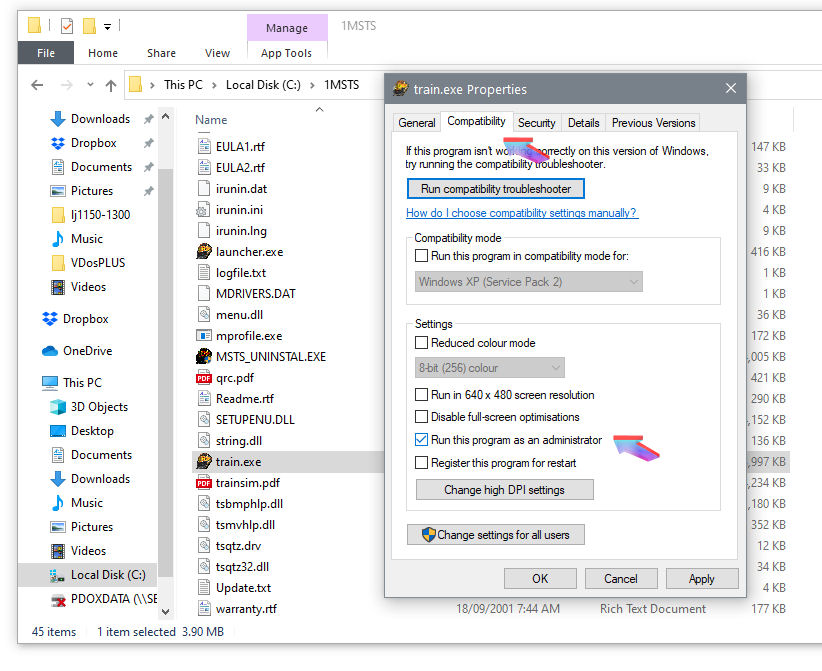 Manage
1MSTS
File
Home
Share
View
App Tools
This PC
Local Disk (C:)
1MSTS
Downloads
Dropbox
Documents
Pictures
lj1150-1300
Music
VDosPLUS
Videos
Dropbox
OneDrive
This PC
3D Objects
Desktop
Documents
Downloads
Music
Pictures
Videos
Local Disk (C:)
PDOXDATA (\\SE
Name
EULA1.rtf
EULA2.rtf
irunin.dat
irunin.ini
irunin.lng
launcher.exe
logfile.txt
MDRIVERS.DAT
menu.dll
mprofile.exe
MSTS_UNINSTAL.EXE
PDF qrc.pdf
Readme.rtf
SETUPENU.DLL
string.dll
train.exe
PDF trainsim.pdf
tsbmphlp.dll
tsmvhlp.dll
tsqtz.drv
tsqtz32.dll
Update.txt
warranty.rtf
18/09/2001 7:44 AM
Rich Text Document
147 KB
33 KB
9 KB
4 KB
9 KB
416 KB
1 KB
1 KB
36 KB
172 KB
,005 KB
421 KB
290 KB
,152 KB
136 KB
,997 KB
,234 KB
,180 KB
352 KB
12 KB
34 KB
4 KB
177 KB
train.exe Properties
General
Compatibility
Security
Details
Previous Versions
If this program isn't working correctly on this version of Windows,
try running the compatibility troubleshooter.
Run compatibility troubleshooter
How do I choose compatibility settings manually?
Compatibility mode
Run this program in compatibility mode for:
Windows XP (Service Pack 2)
Settings
Reduced colour mode
8-bit (256) colour
Run in 640 x 480 screen resolution
Disable full-screen optimisations
Run this program as an administrator
Register this program for restart
Change high DPI settings
Change settings for all users
OK
Cancel
Apply
45 items
1 item selected 3.90 MB